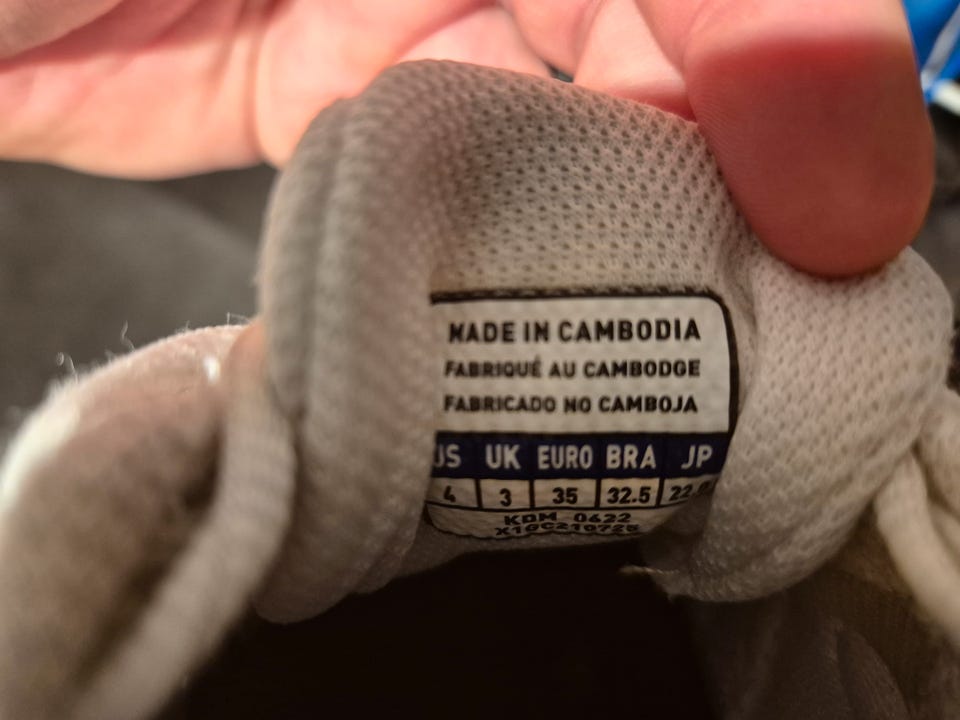 MADE IN CAMBODIA
FABRIQUÉ AU CAMBODGE
FABRICADO NO CAMBOJA
US UK EURO BRA JP
4 3 35 32.5
KDM 0622